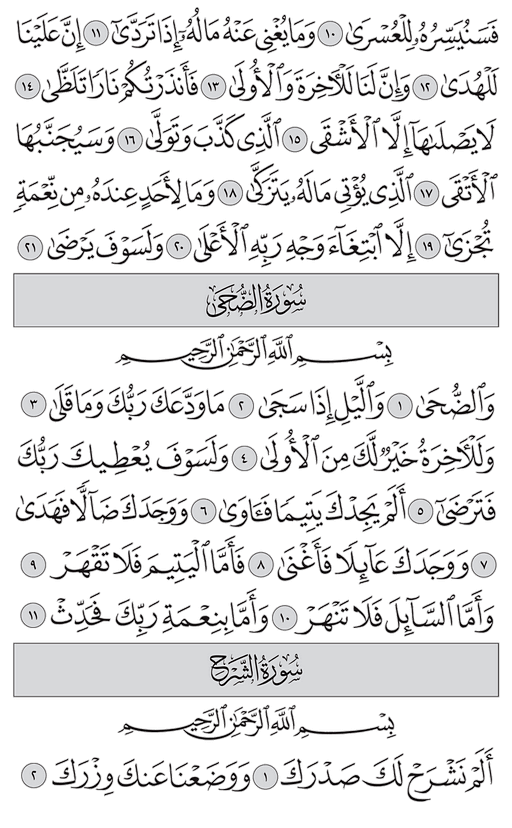 فَسَنُيَسِّرُهُۥ لِلْعُسْرَىٰ ١٠ وَمَا يُغْنِى عَنْهُ مَالُهُۥٓ إِذَا تَرَدَّىٰٓ ١١ إِنَّ عَلَيْنَا
لَلْهُدَىٰ ١٢ وَإِنَّ لَنَا لَلْـَٔاخِرَةَ وَٱلْأُولَىٰ ١٣ فَأَنذَرْتُكُمْ نَارًا تَلَظَّىٰ ١٤
لَا يَصْلَىٰهَآ إِلَّا ٱلْأَشْقَى ١٥ ٱلَّذِى كَذَّبَ وَتَوَلَّىٰ ١٦ وَسَيُجَنَّبُهَا
ٱلْأَتْقَى ١٧ ٱلَّذِى يُؤْتِى مَالَهُۥ يَتَزَكَّىٰ ١٨ وَمَا لِأَحَدٍ عِندَهُۥ مِن نِّعْمَةٍ
تُجْزَىٰٓ ١٩ إِلَّا ٱبْتِغَآءَ وَجْهِ رَبِّهِ ٱلْأَعْلَىٰ ٢٠ وَلَسَوْفَ يَرْضَىٰ ٢١
سُورَةُ الضُّحَىٰ
بِسْمِ ٱللَّهِ ٱلرَّحْمَٰنِ ٱلرَّحِيمِ
وَٱلضُّحَىٰ ١ وَٱلَّيْلِ إِذَا سَجَىٰ ٢ مَا وَدَّعَكَ رَبُّكَ وَمَا قَلَىٰ ٣
وَلَلْـَٔاخِرَةُ خَيْرٌ لَّكَ مِنَ ٱلْأُولَىٰ ٤ وَلَسَوْفَ يُعْطِيكَ رَبُّكَ
فَتَرْضَىٰٓ ٥ أَلَمْ يَجِدْكَ يَتِيمًا فَـَٔاوَىٰ ٦ وَوَجَدَكَ ضَآلًّا فَهَدَىٰ
٧ وَوَجَدَكَ عَآئِلًا فَأَغْنَىٰ ٨ فَأَمَّا ٱلْيَتِيمَ فَلَا تَقْهَرْ ٩
وَأَمَّا ٱلسَّآئِلَ فَلَا تَنْهَرْ ١٠ وَأَمَّا بِنِعْمَةِ رَبِّكَ فَحَدِّثْ ١١
سُورَةُ الشَّرْحِ
بِسْمِ ٱللَّهِ ٱلرَّحْمَٰنِ ٱلرَّحِيمِ
أَلَمْ نَشْرَحْ لَكَ صَدْرَكَ ١ وَوَضَعْنَا عَنكَ وِزْرَكَ ٢